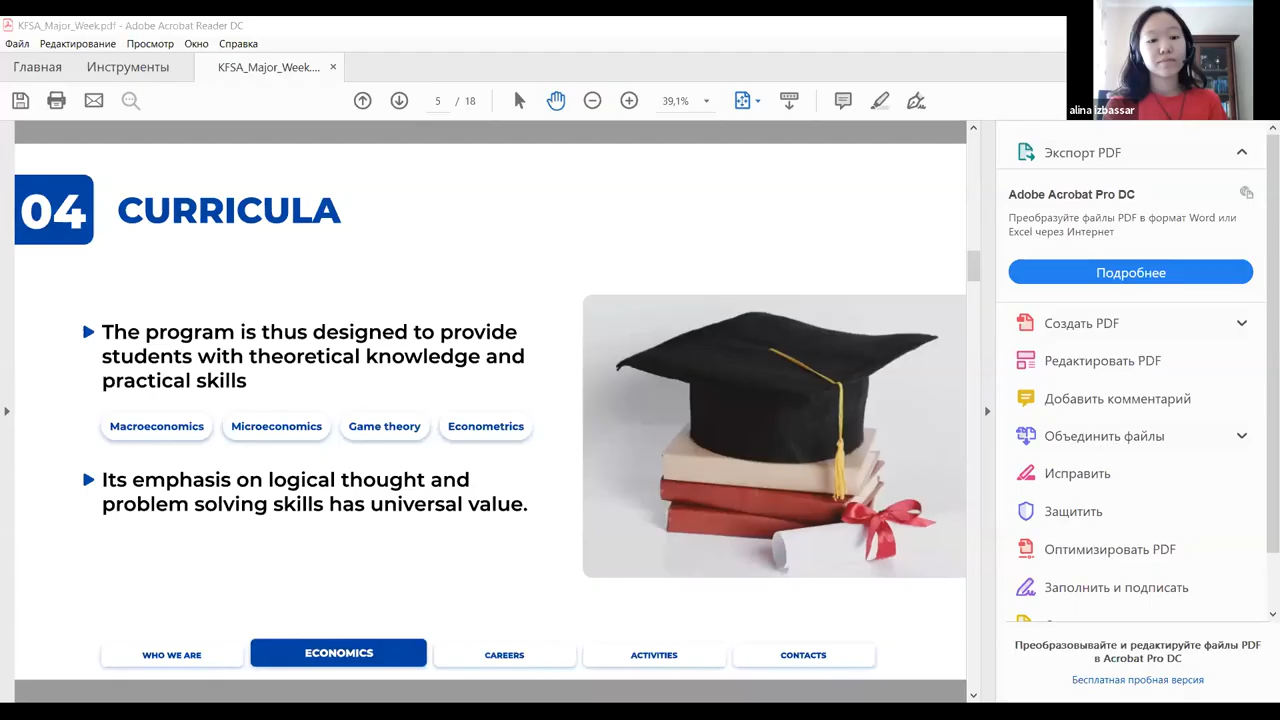 KFSA_Major_Week.pdf - Adobe Acrobat Reader DC
Файл Редактирование Просмотр Окно Справка
Главная Инструменты KFSA_Major_Week.... ×
5 / 18 39,1%
alina izbassar
04 CURRICULA
The program is thus designed to provide
students with theoretical knowledge and
practical skills
Macroeconomics Microeconomics Game theory Econometrics
Its emphasis on logical thought and
problem solving skills has universal value.
WHO WE ARE ECONOMICS CAREERS ACTIVITIES CONTACTS
Экспорт PDF
Adobe Acrobat Pro DC
Преобразуйте файлы PDF в формат Word или
Excel через Интернет
Подробнее
Создать PDF
Редактировать PDF
Добавить комментарий
Объединить файлы
Исправить
Защитить
Оптимизировать PDF
Заполнить и подписать
Преобразовывайте и редактируйте файлы PDF
в Acrobat Pro DC
Бесплатная пробная версия